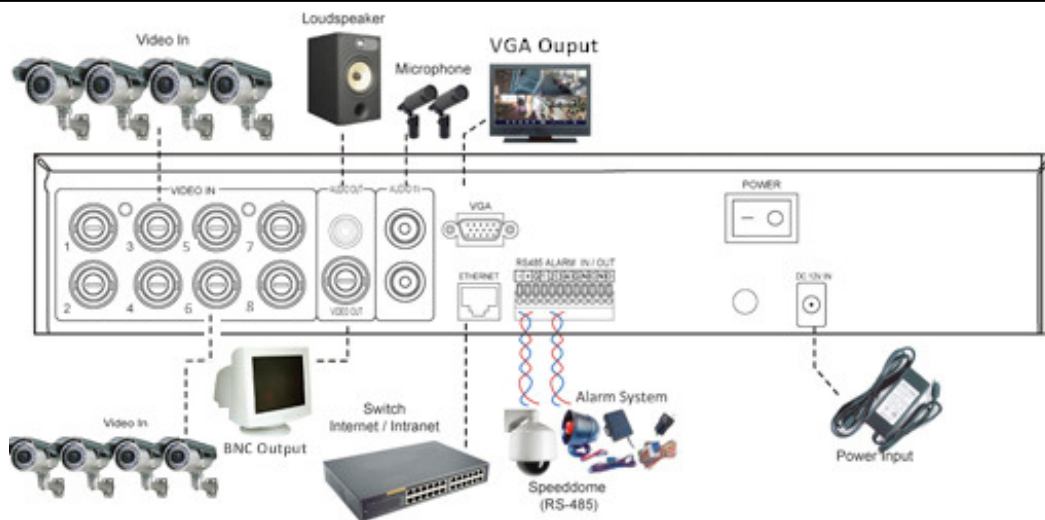 Loudspeaker
Video In
Microphone
VGA Ouput
VIDEO IN
AUDIO OUT
AUDIO IN
1
3
5
7
2
4
6
8
VIDEO OUT
VGA
ETHERNET
RS485 ALARM IN / OUT
POWER
DC 12V IN
Video In
BNC Output
Switch
Internet / Intranet
Alarm System
Speeddome
(RS-485)
Power Input